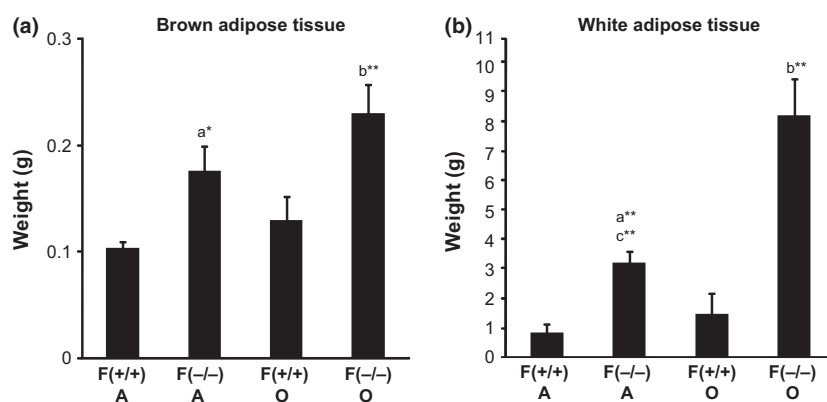 (a) Brown adipose tissue
Weight (g)
0.3
0.2
0.1
0
a*
b**
F(+/+) F(–/–) F(+/+) F(–/–)
A A O O
(b) White adipose tissue
Weight (g)
11
10
9
8
7
6
5
4
3
2
1
0
a**
c**
b**
F(+/+) F(–/–) F(+/+) F(–/–)
A A O O